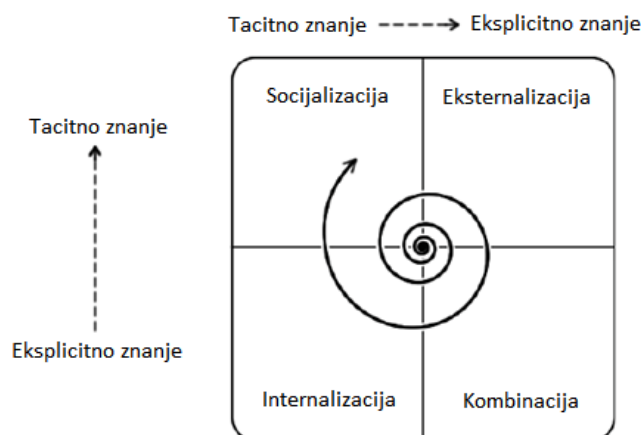 Tacitno znanje
Eksplicitno znanje
Socijalizacija
Eksternalizacija
Tacitno znanje
Eksplicitno znanje
Internalizacija
Kombinacija